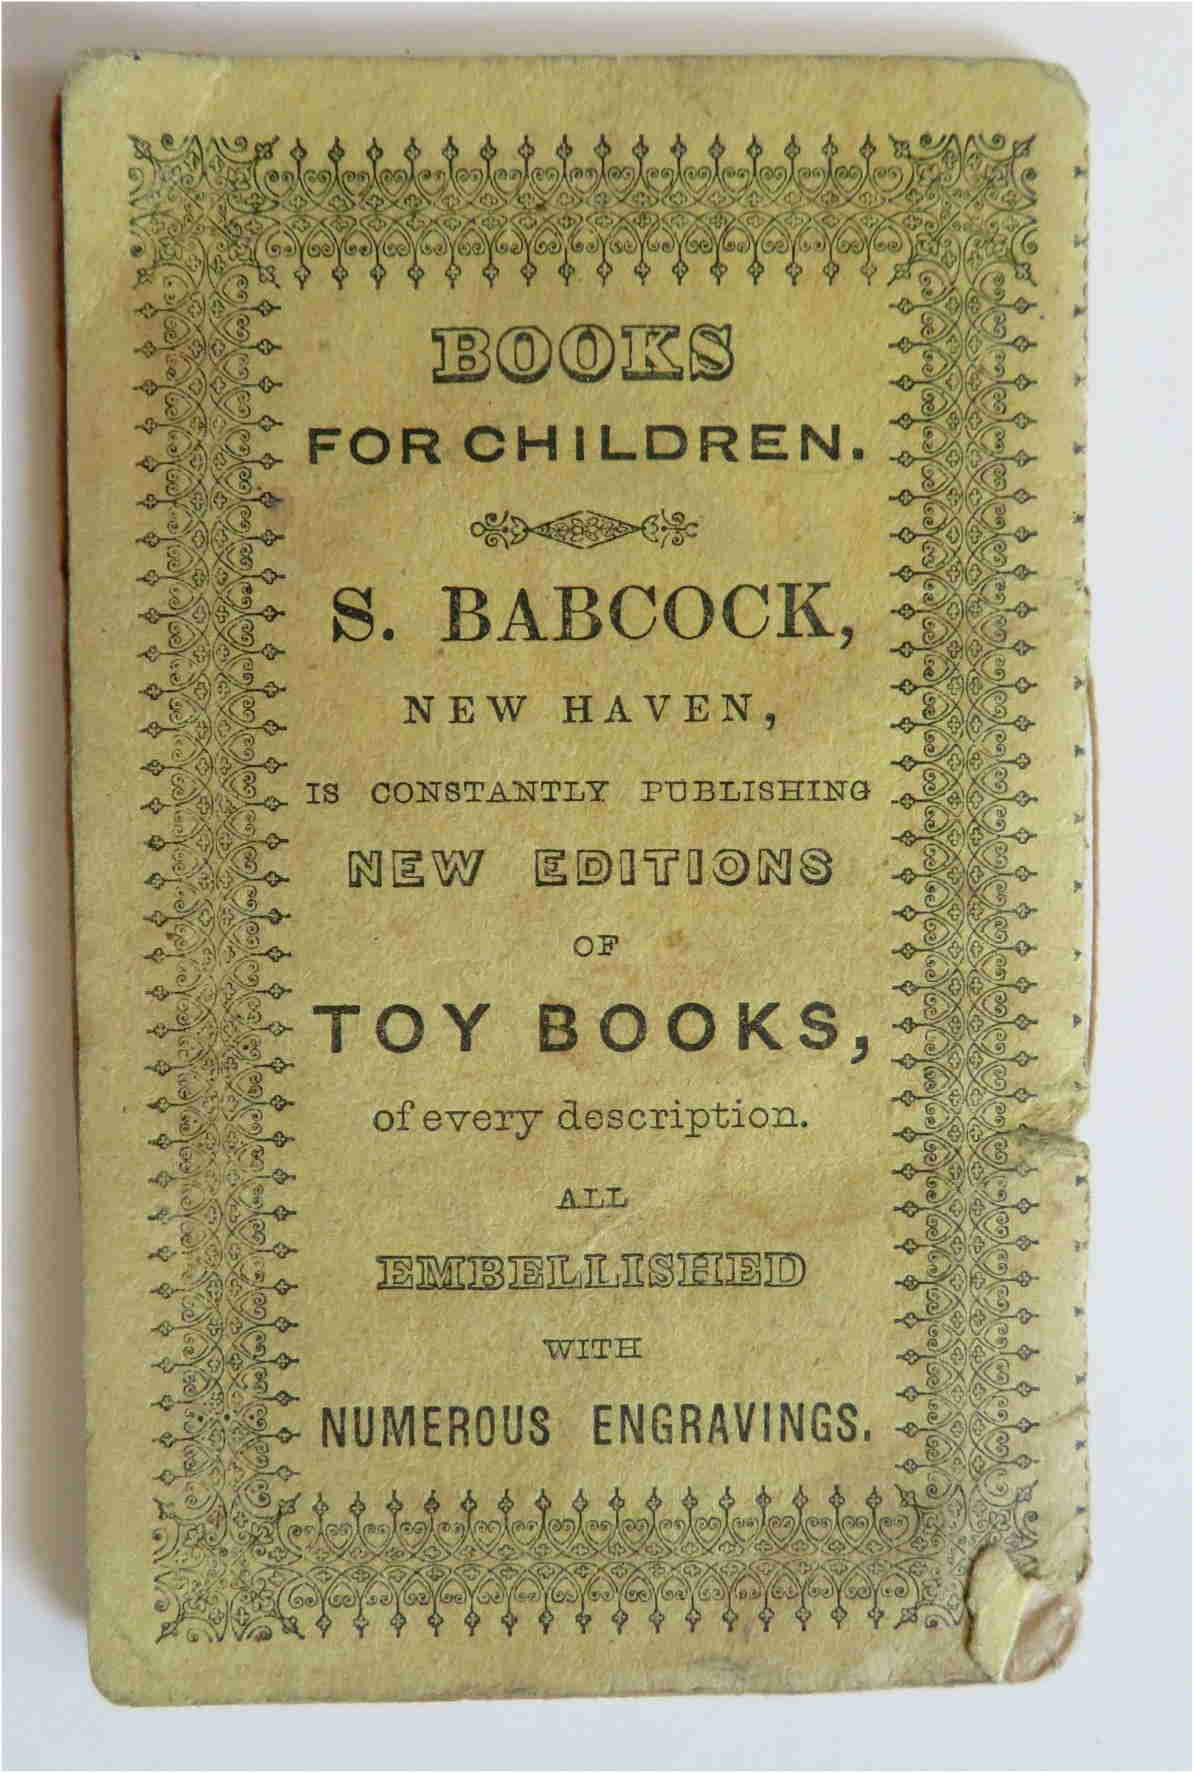 BOOKS
FOR CHILDREN.
S. BABCOCK,
NEW HAVEN,
IS CONSTANTLY PUBLISHING
NEW EDITIONS
OF
TOY BOOKS,
of every description.
ALL
EMBELLISHED
WITH
NUMEROUS ENGRAVINGS.